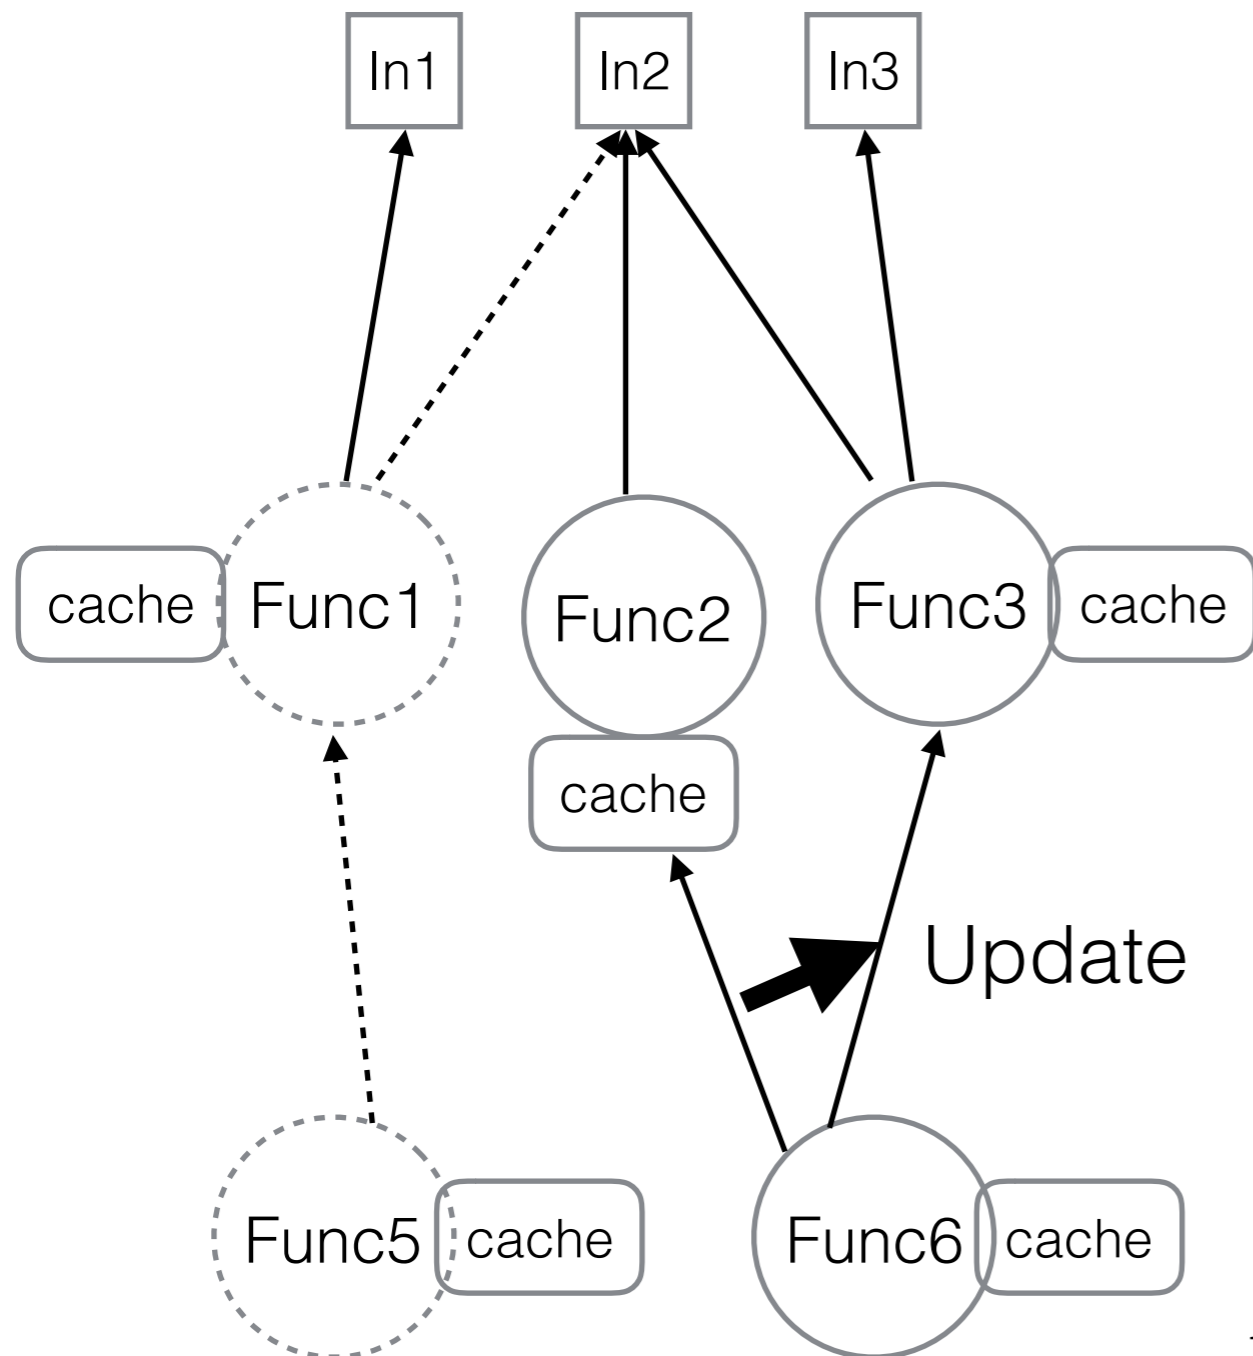 In1
In2
In3
cache
Func1
Func2
Func3
cache
cache
Update
Func5
cache
Func6
cache